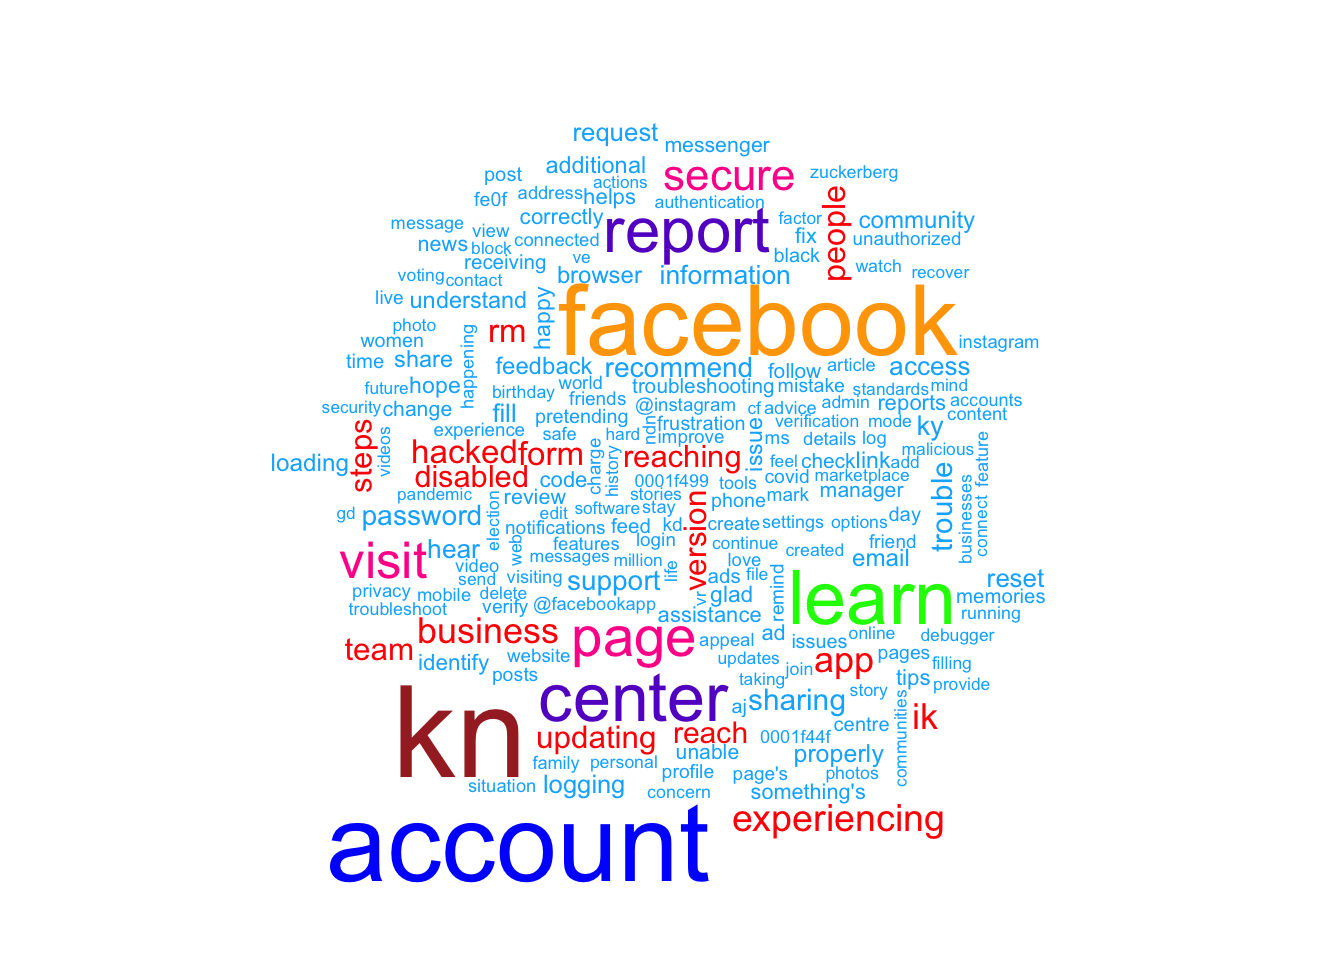 request
messenger
additional
post
secure
zuckerberg
actions
fe0f
address
helps
authentication
people
message
correctly
report
factor
community
view
news
block
connected
fix
unauthorized
receiving
ve
black
watch
recover
voting
contact
browser
information
live
understand
happy
facebook
photo
women
rm
instagram
happening
time
share
feedback
recommend
follow
article
access
future
hope
birthday
world
troubleshooting
mistake
standards
mind
security
change
fill
friends
@instagram
cf
advice
admin
reports
accounts
content
pretending
ndn
frustration
verification
mode
ky
steps
videos
experience
safe
hard
improve
issue
ms
details
log
malicious
loading
hacked
form
charge
history
reaching
feel
check
link
add
feature
disabled
code
0001f499
tools
covid
marketplace
trouble
pandemic
review
stories
phone
mark
manager
businesses
connect
gd
password
election
edit
software
stay
version
create
settings
options
day
notifications
feed
kd
visit
hear
web
features
login
continue
created
friend
email
video
messages
million
life
love
remind
learn
reset
send
visiting
support
ads
file
privacy
mobile
delete
vr
glad
memories
troubleshoot
verify
@facebookapp
assistance
running
business
page
appeal
ad
issues
online
debugger
team
identify
website
updates
join
app
pages
filling
posts
center
taking
story
tips
provide
kn
aj
sharing
communities
centre
ik
updating
reach
0001f44f
unable
properly
family
personal
profile
page's
photos
situation
logging
concern
something's
account
experiencing